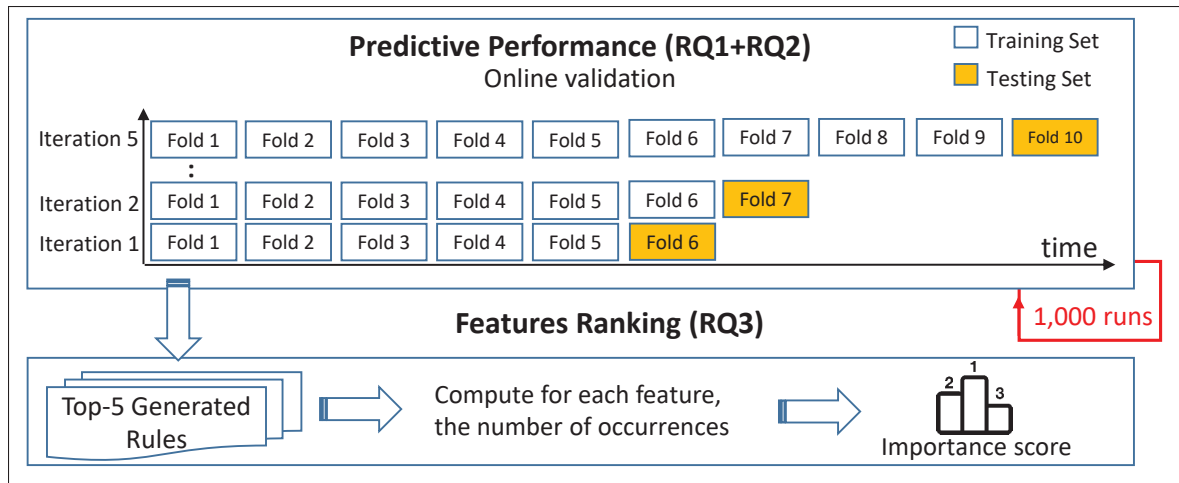 Predictive Performance (RQ1+RQ2)
Online validation
Training Set
Testing Set
Iteration 5 Fold 1 Fold 2 Fold 3 Fold 4 Fold 5 Fold 6 Fold 7 Fold 8 Fold 9 Fold 10
:
Iteration 2 Fold 1 Fold 2 Fold 3 Fold 4 Fold 5 Fold 6 Fold 7
Iteration 1 Fold 1 Fold 2 Fold 3 Fold 4 Fold 5 Fold 6
time
1,000 runs
Features Ranking (RQ3)
Top-5 Generated
Rules
Compute for each feature,
the number of occurrences
1
2
3
Importance score